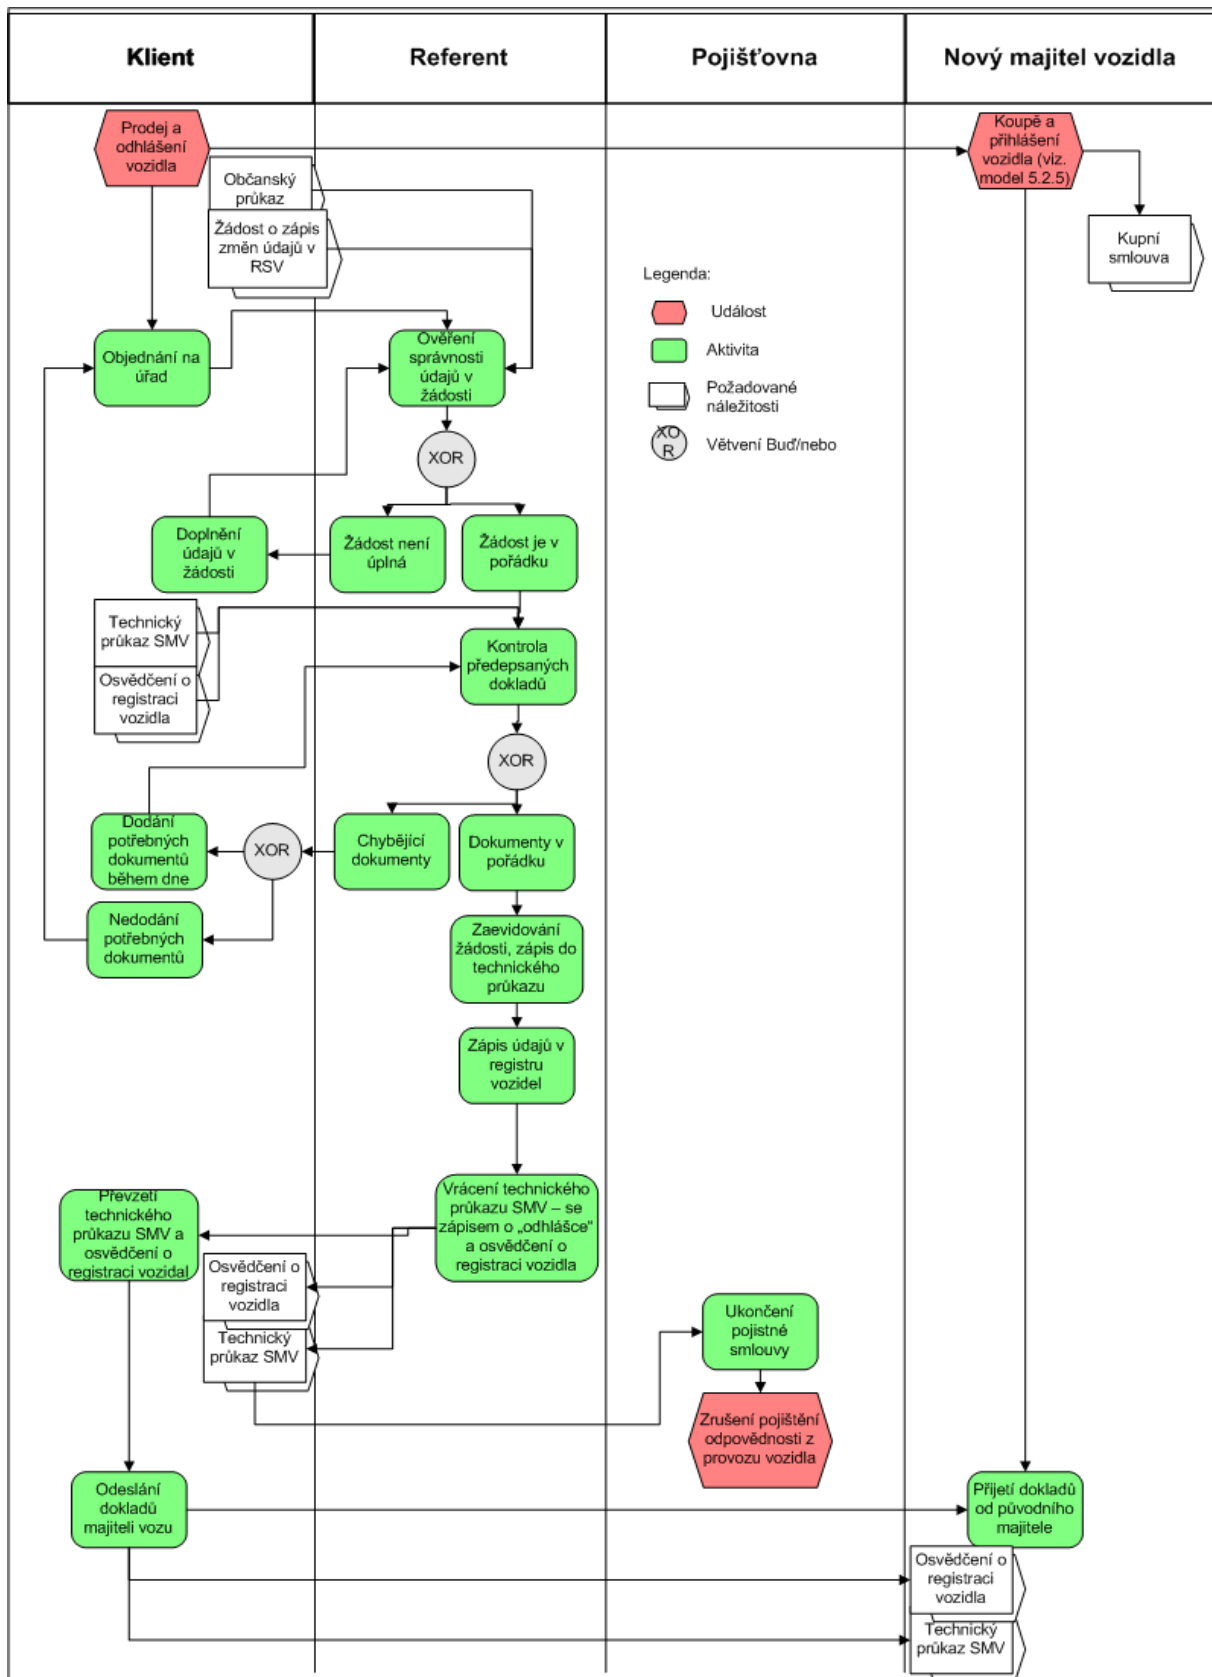 Klient
Referent
Pojišťovna
Nový majitel vozidla
Prodej a
odhlášení
vozidla
Koupě a
přihlášení
vozidla (viz.
model 5.2.5)
Občanský
průkaz
Žádost o zápis
změn údajů v
RSV
Kupní
smlouva
Legenda:
Událost
Aktivita
Požadované
náležitosti
XO
R
Větvení Buď/nebo
Objednání na
úřad
Ověření
správnosti
údajů v
žádosti
XOR
Doplnění
údajů v
žádosti
Žádost není
úplná
Žádost je v
pořádku
Technický
průkaz SMV
Osvědčení o
registraci
vozidla
Kontrola
předepsaných
dokladů
XOR
Dodání
potřebných
dokumentů
během dne
XOR
Chybějící
dokumenty
Dokumenty v
pořádku
Nedodání
potřebných
dokumentů
Zaevidování
žádosti, zápis do
technického
průkazu
Zápis údajů v
registru
vozidel
Převzetí
technického
průkazu SMV a
osvědčení o
registraci vozidal
Vrácení technického
průkazu SMV – se
zápisem o „odhlášce“
a osvědčení o
registraci vozidla
Osvědčení o
registraci
vozidla
Technický
průkaz SMV
Ukončení
pojistné
smlouvy
Zrušení pojištění
odpovědnosti z
provozu vozidla
Odeslání
dokladů
majiteli vozu
Přijetí dokladů
od původního
majitele
Osvědčení o
registraci
vozidla
Technický
průkaz SMV